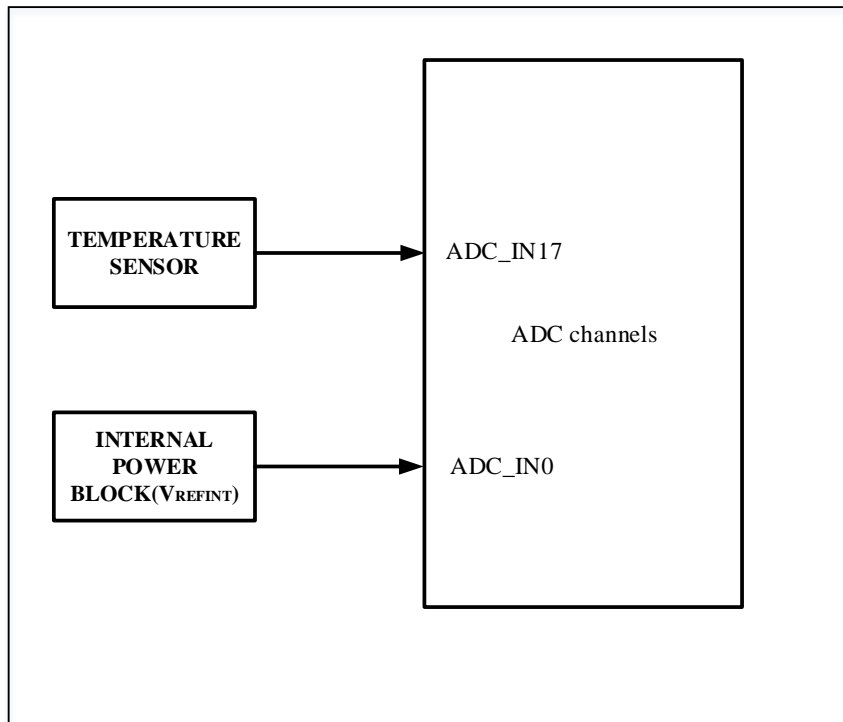 TEMPERATURE
SENSOR
ADC_IN17
ADC channels
INTERNAL
POWER
BLOCK(VREFINT)
ADC_IN0